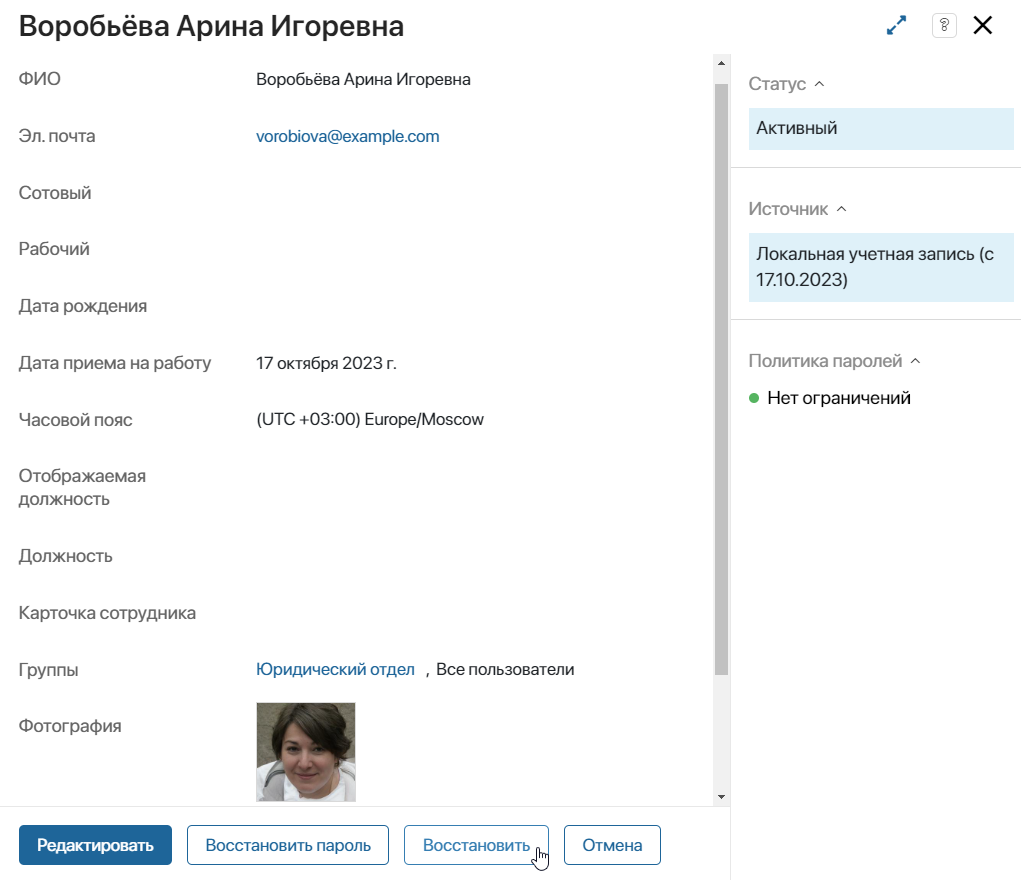 Воробьёва Арина Игоревна
?
ФИО
Воробьёва Арина Игоревна
Эл. почта
vorobiova@example.com
Сотовый
Рабочий
Дата рождения
Дата приема на работу
17 октября 2023 г.
Часовой пояс
(UTC +03:00) Europe/Moscow
Отображаемая
должность
Должность
Карточка сотрудника
Группы
Юридический отдел , Все пользователи
Фотография
Редактировать
Восстановить пароль
Восстановить
Отмена
Статус
Активный
Источник
Локальная учетная запись (с
17.10.2023)
Политика паролей
Нет ограничений